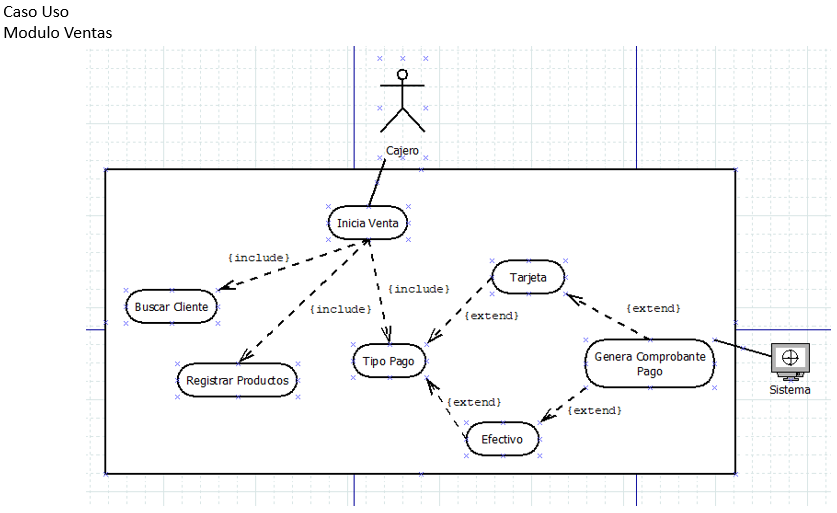 Caso Uso
Modulo Ventas
Cajero
Inicia Venta
{include}
Buscar Cliente
{include}
{include}
Tarjeta
{extend}
{extend}
Registrar Productos
Tipo Pago
Genera Comprobante
Pago
Sistema
{extend}
{extend}
Efectivo